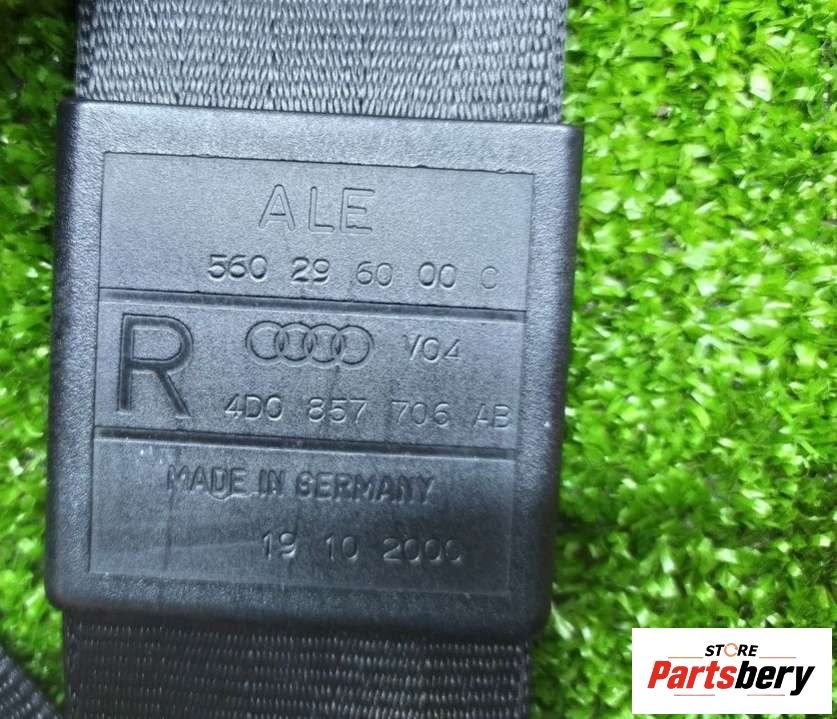 ALE
560 29 60 00 C
R
V04
4D0 857 706 AB
MADE IN GERMANY
19 10 2000
STORE
Partsbery